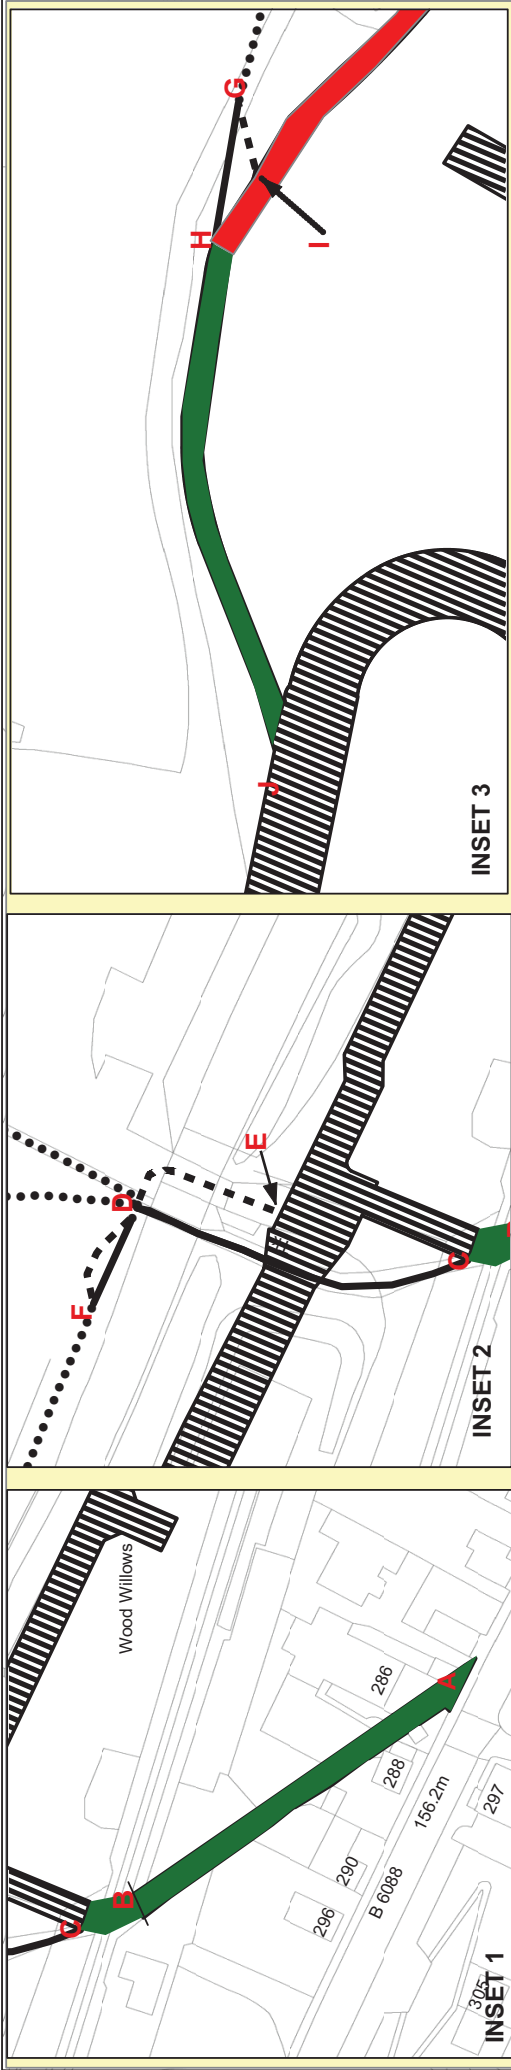 G
H
I
J
INSET 3
E
D
F
C
INSET 2
Wood Willows
286
A
288
156.2m
297
B
290
C
B 6088
296
305
INSET 1